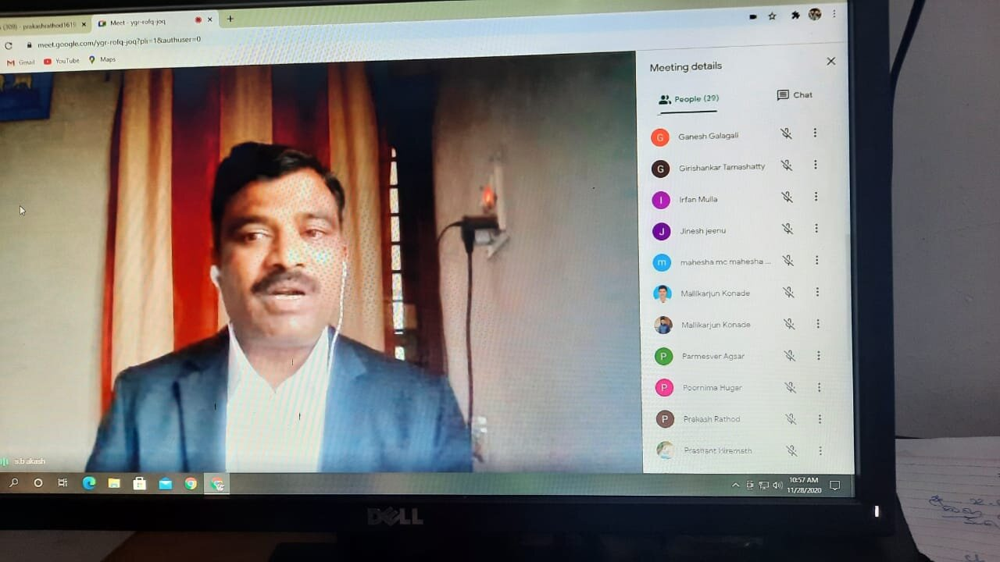 (309) - prakashrathod1619
Meet - ygr-rofq-joq
meet.google.com/ygr-rofq-joq?pli=1&authuser=0
Gmail
YouTube
Maps
Meeting details
People (29)
Chat
G
Ganesh Galagali
G
Girishankar Tamashatty
I
Irfan Mulla
J
Jinesh jeenu
m
mahesha mc mahesha ...
Mallikarjun Konade
Mallikarjun Konade
P
Parmesver Agsar
P
Poornima Hugar
P
Prakash Rathod
Prashant Hiremath
s.b akash
10:57 AM
11/28/2020
DELL